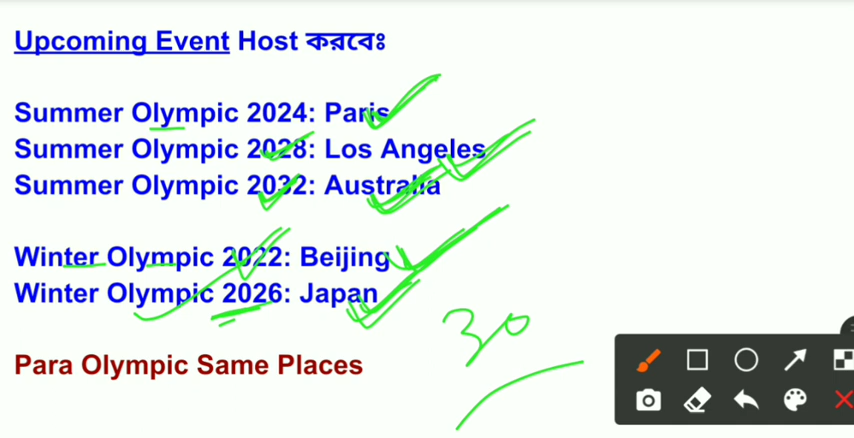 Upcoming Event Host করবেঃ
Summer Olympic 2024: Paris
Summer Olympic 2028: Los Angeles
Summer Olympic 2032: Australia
Winter Olympic 2022: Beijing
Winter Olympic 2026: Japan
30
Para Olympic Same Places